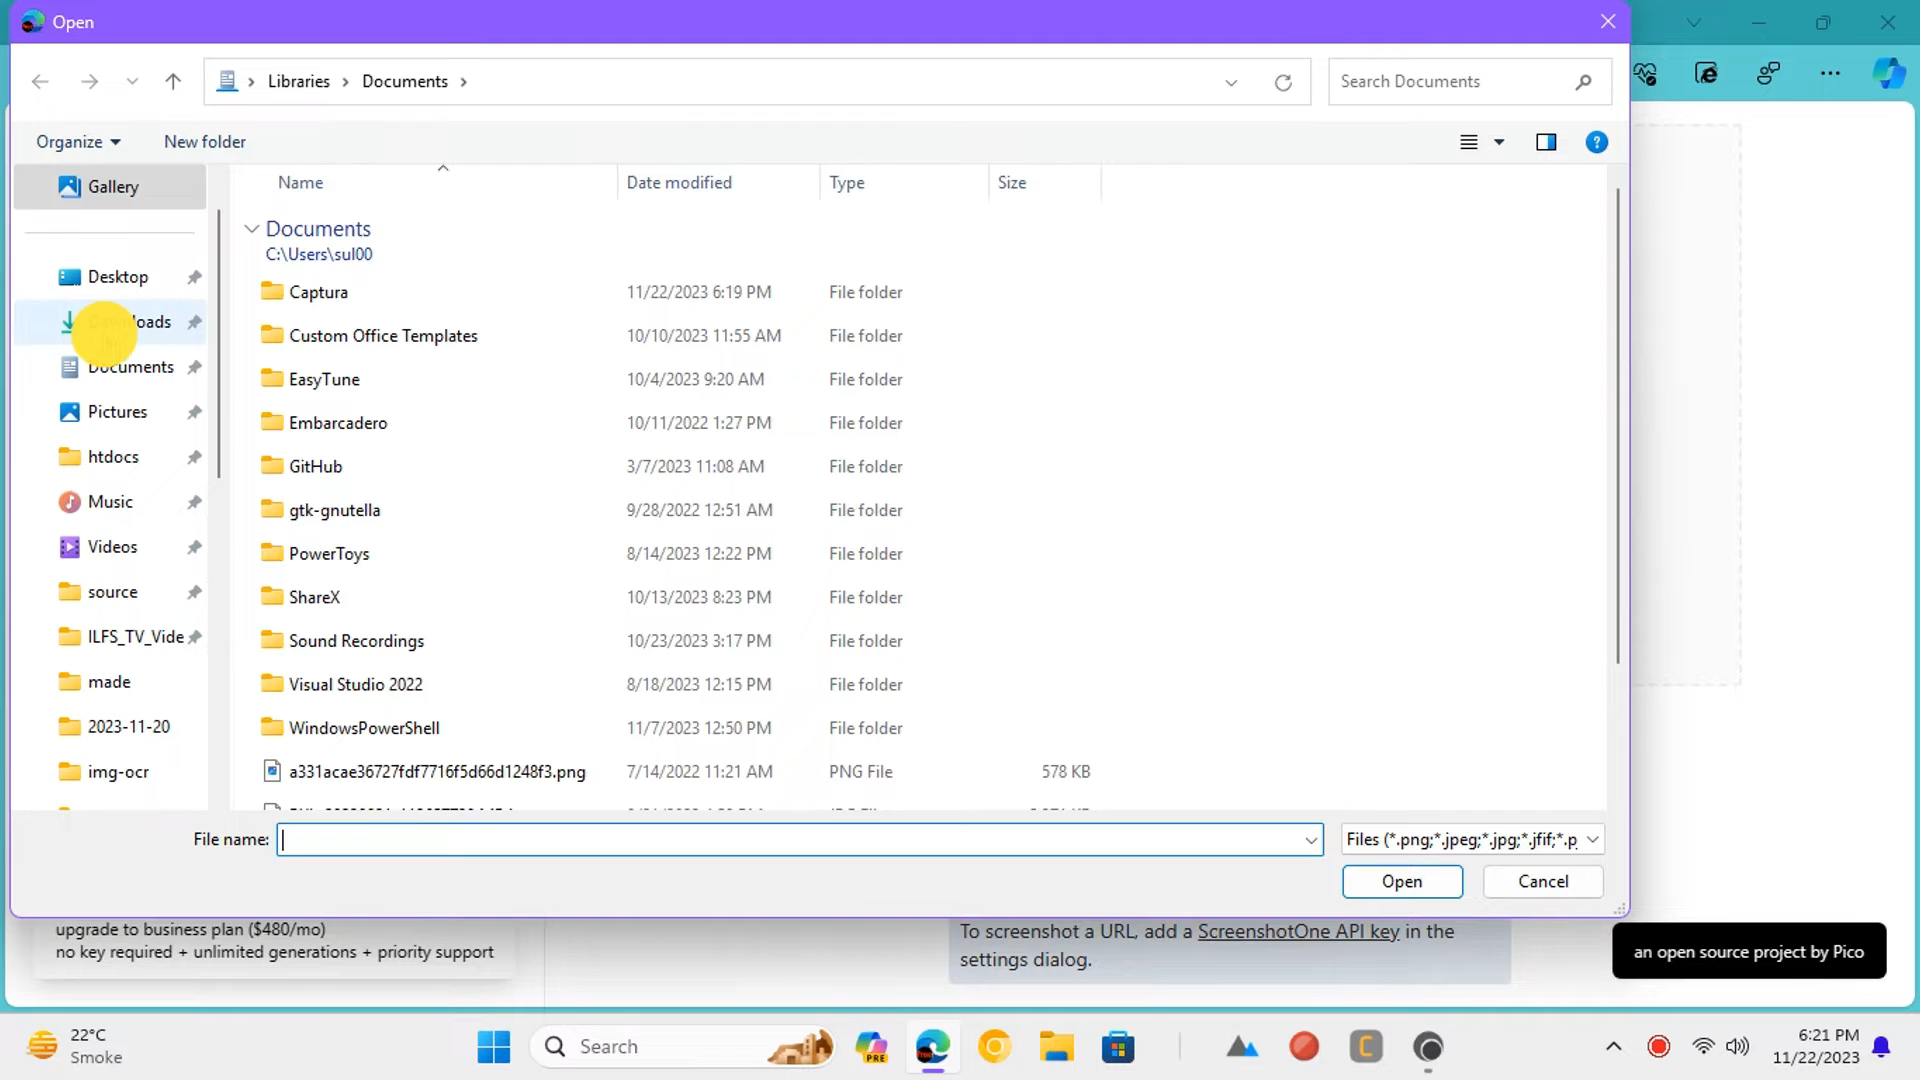 Open
Libraries
Documents
Search Documents
Organize
New folder
Gallery
Desktop
Documents
Pictures
htdocs
Music
Videos
source
ILFS_TV_Vide
made
2023-11-20
img-ocr
Name Date modified Type Size
Documents
C:\Users\sul00
Captura 11/22/2023 6:19 PM File folder
Custom Office Templates 10/10/2023 11:55 AM File folder
EasyTune 10/4/2023 9:20 AM File folder
Embarcadero 10/11/2022 1:27 PM File folder
GitHub 3/7/2023 11:08 AM File folder
gtk-gnutella 9/28/2022 12:51 AM File folder
PowerToys 8/14/2023 12:22 PM File folder
ShareX 10/13/2023 8:23 PM File folder
Sound Recordings 10/23/2023 3:17 PM File folder
Visual Studio 2022 8/18/2023 12:15 PM File folder
WindowsPowerShell 11/7/2023 12:50 PM File folder
a331acae36727fdf7716f5d66d1248f3.png 7/14/2022 11:21 AM PNG File 578 KB
File name:
Files (*.png;*.jpeg;*.jpg;*.jfif;*.p
Open
Cancel
upgrade to business plan ($480/mo)
no key required + unlimited generations + priority support
To screenshot a URL, add a ScreenshotOne API key in the
settings dialog.
an open source project by Pico
22°C
Smoke
Search
PRE
6:21 PM
11/22/2023